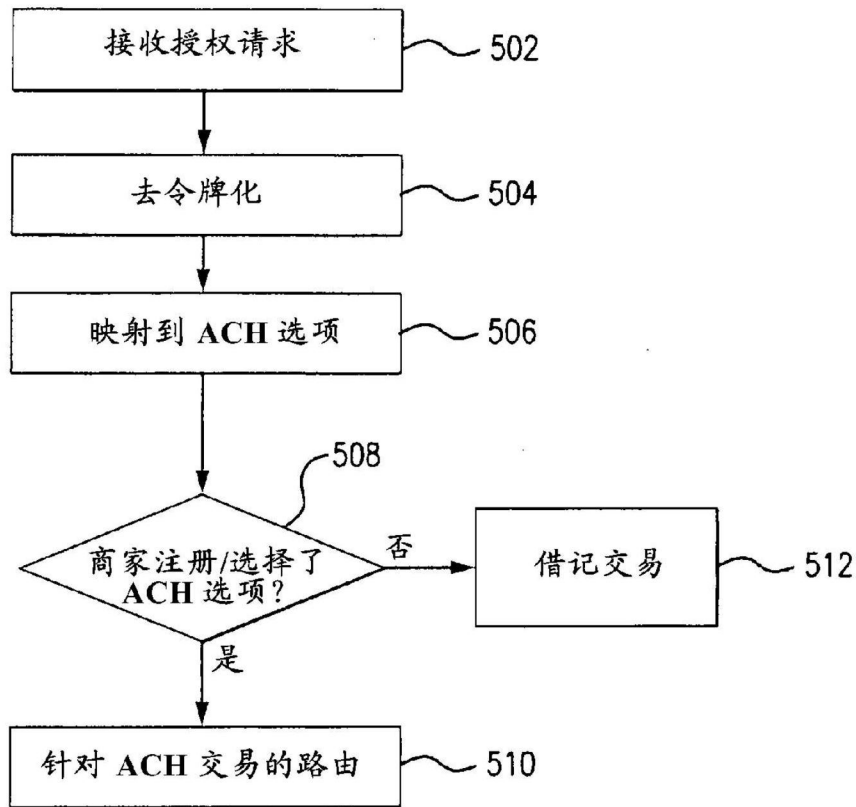 接收授权请求
502
去令牌化
504
映射到 ACH 选项
506
508
商家注册/选择了
ACH 选项?
否
借记交易
512
是
针对 ACH 交易的路由
510